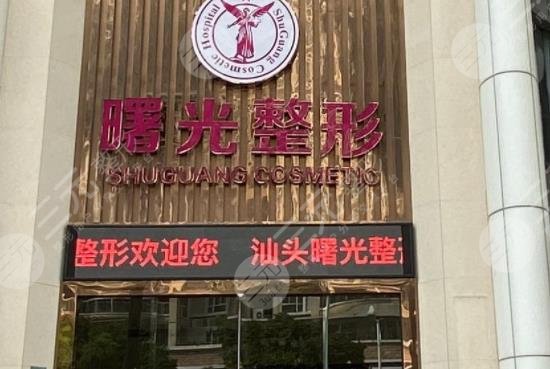 ShuGuang Cosmetic Hospital
曙光整形
SHUGUANG COSMETIC
整形欢迎您 汕头曙光整形